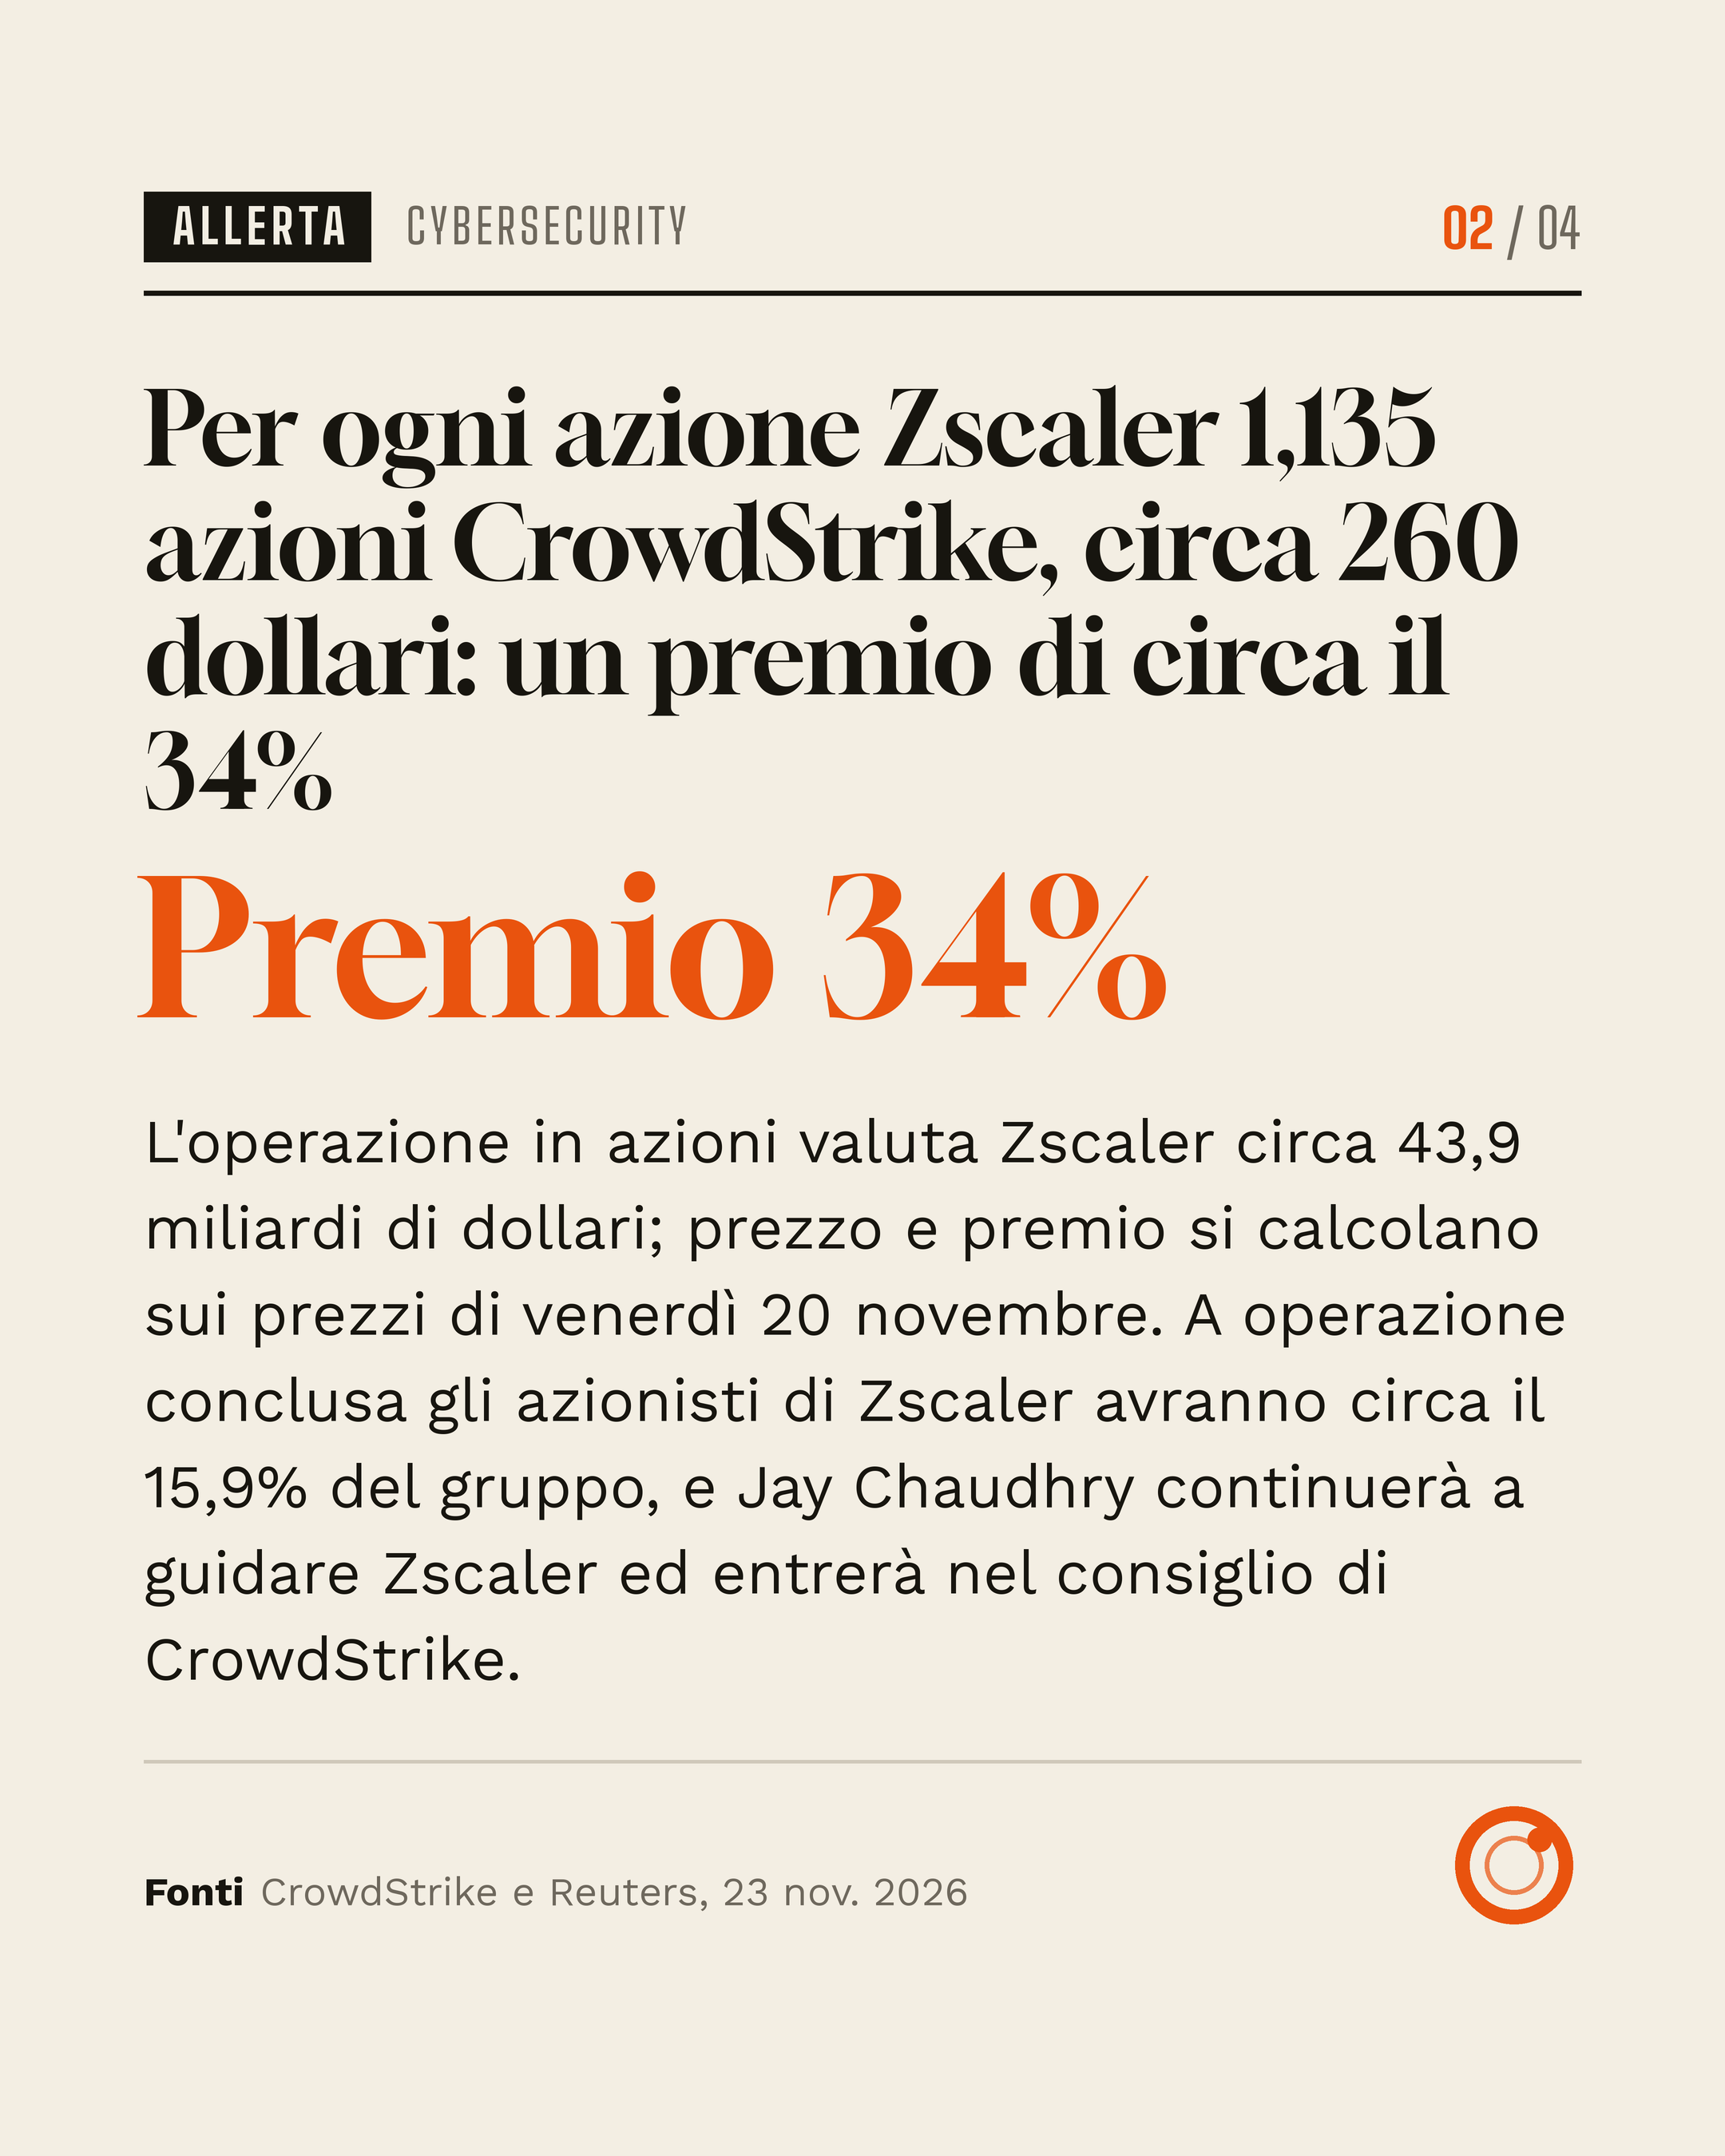 ALLERTA CYBERSECURITY 02 / 04
Per ogni azione Zscaler 1,135
azioni CrowdStrike, circa 260
dollari: un premio di circa il
34%
Premio 34%
L'operazione in azioni valuta Zscaler circa 43,9
miliardi di dollari; prezzo e premio si calcolano
sui prezzi di venerdì 20 novembre. A operazione
conclusa gli azionisti di Zscaler avranno circa il
15,9% del gruppo, e Jay Chaudhry continuerà a
guidare Zscaler ed entrerà nel consiglio di
CrowdStrike.
Fonti CrowdStrike e Reuters, 23 nov. 2026